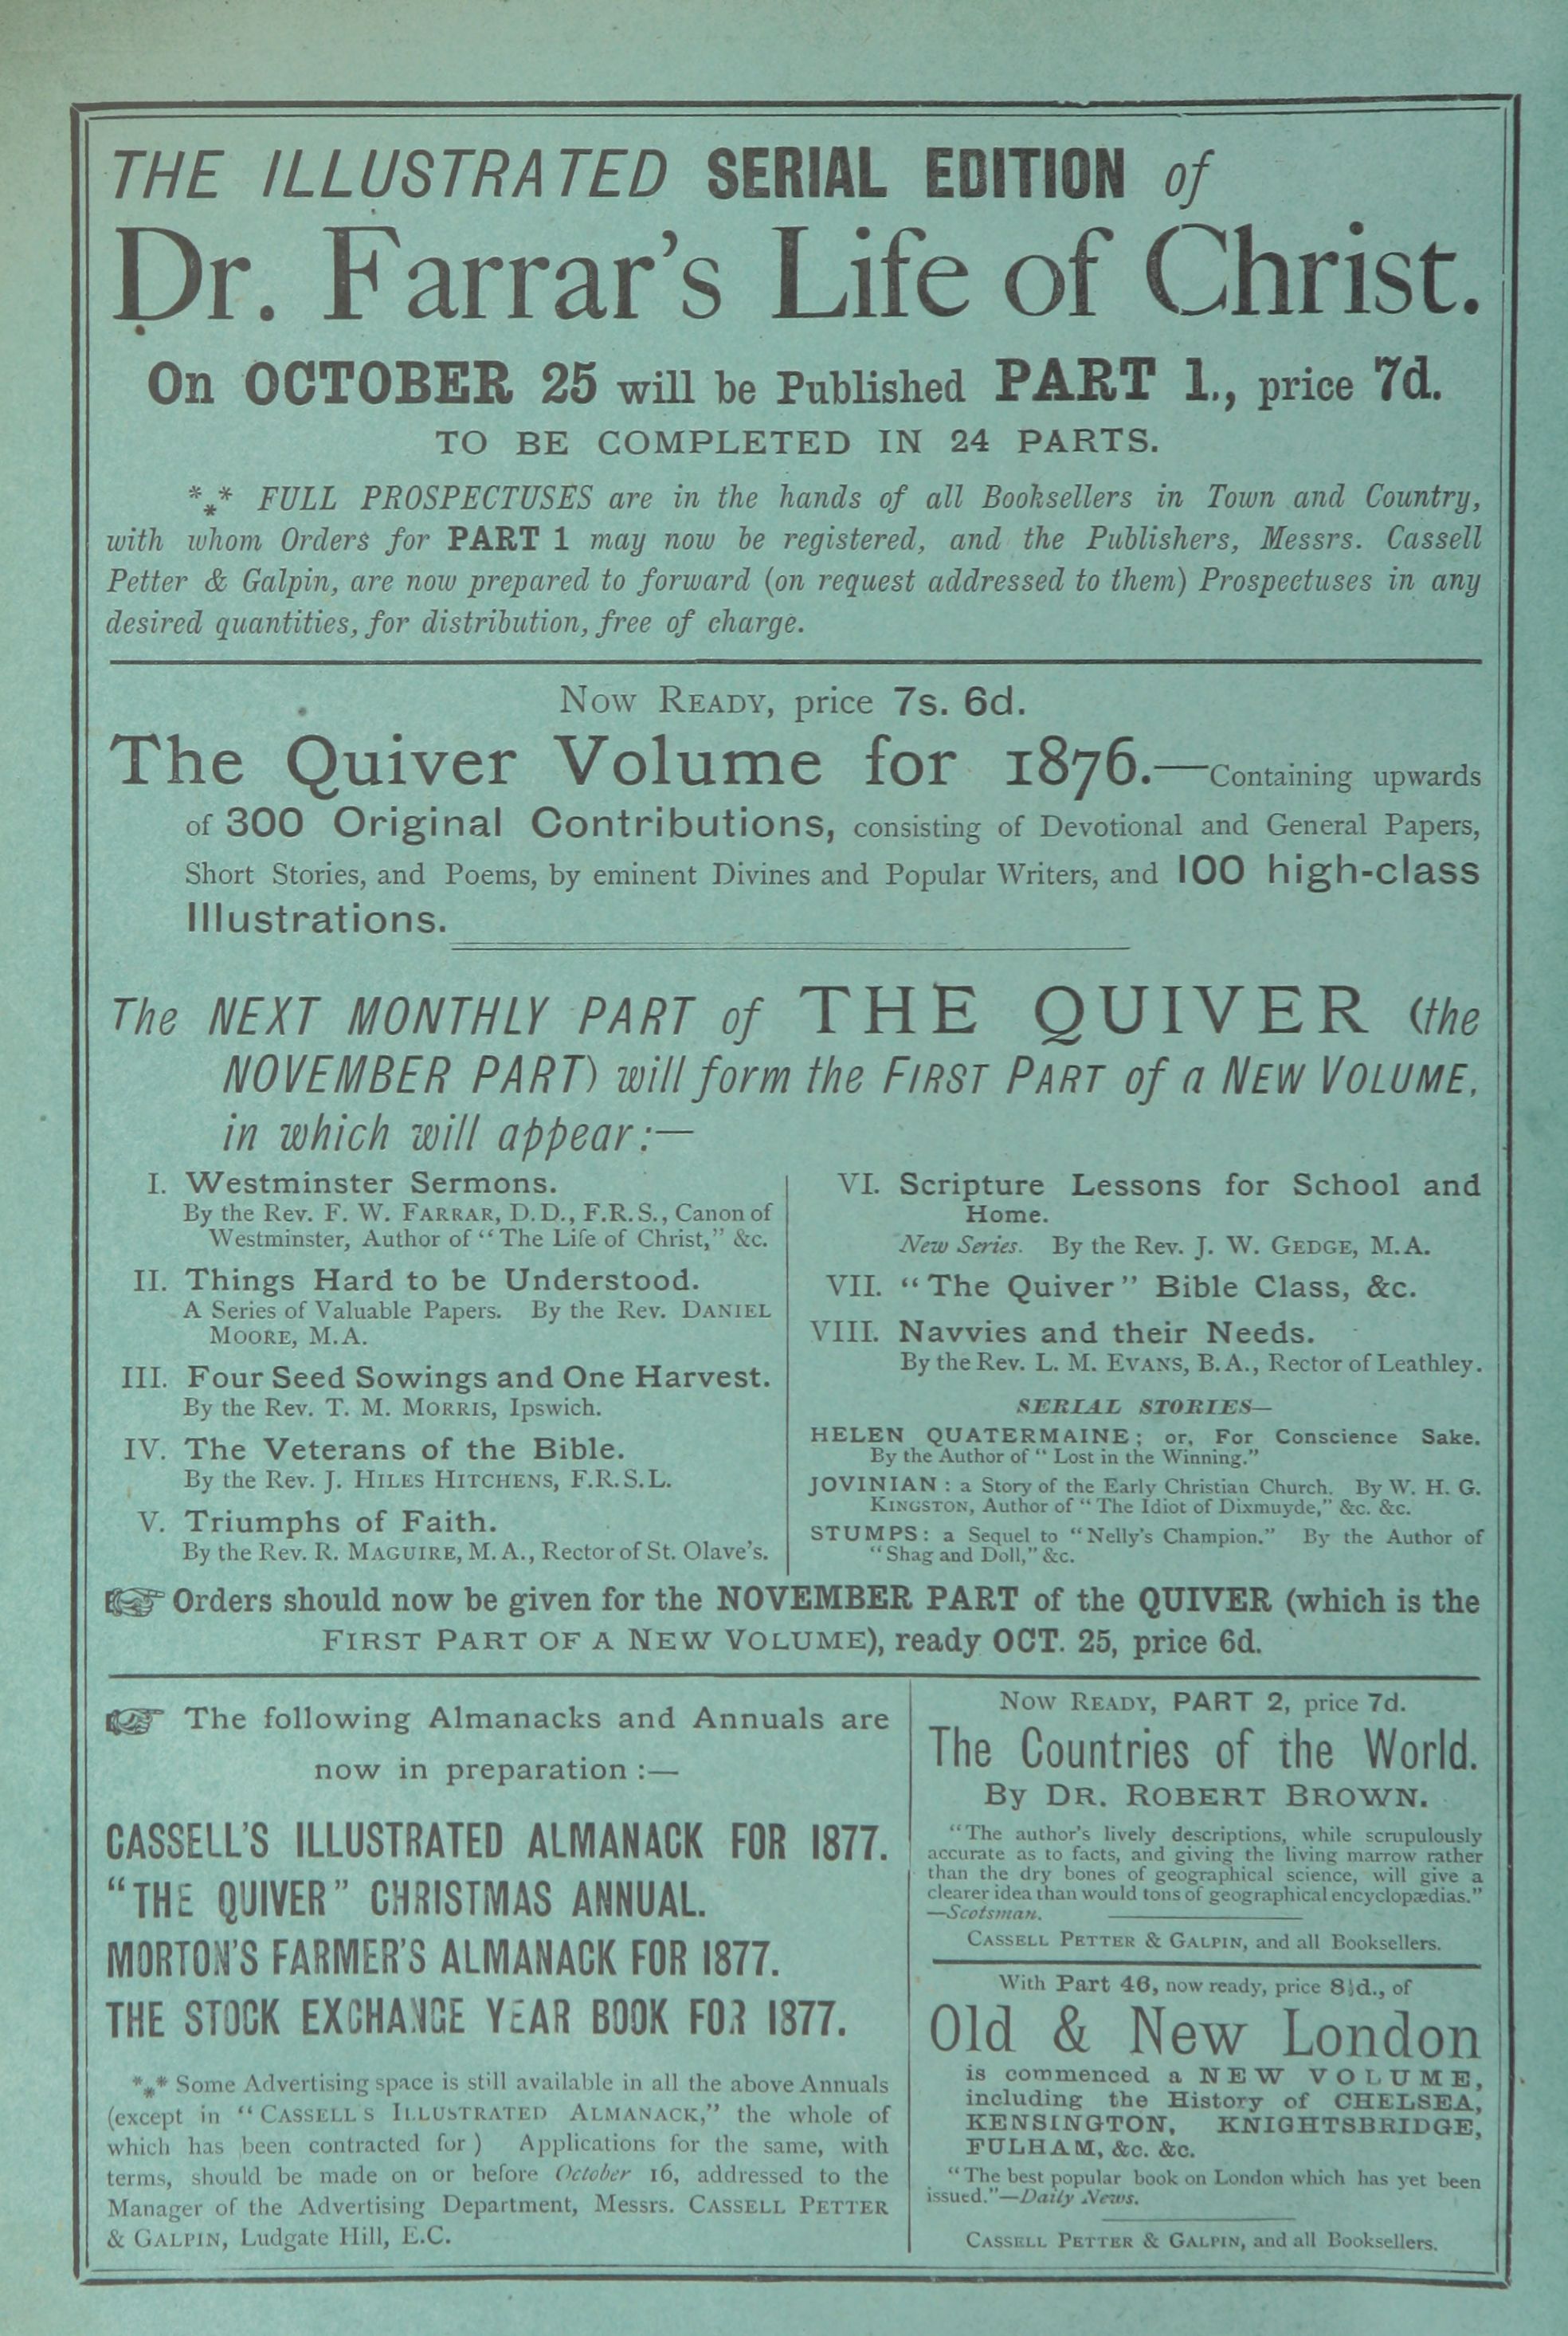 THE ILLUSTRATED SERIAL EDITION of
Dr. Farrar's Life of Christ.
On OCTOBER 25 will be Published PART 1., price 7d.
TO BE COMPLETED IN 24 PARTS.
*⁎* FULL PROSPECTUSES are in the hands of all Booksellers in Town and Country,
with whom Orders for PART 1 may now be registered, and the Publishers, Messrs. Cassell
Petter & Galpin, are now prepared to forward (on request addressed to them) Prospectuses in any
desired quantities, for distribution, free of charge.
NOW READY, price 7s. 6d.
The Quiver Volume for 1876.—Containing upwards
of 300 Original Contributions, consisting of Devotional and General Papers,
Short Stories, and Poems, by eminent Divines and Popular Writers, and 100 high-class
Illustrations.
The NEXT MONTHLY PART of THE QUIVER (the
NOVEMBER PART) will form the FIRST PART of a NEW VOLUME,
in which will appear:—
I. Westminster Sermons.
By the Rev. F. W. FARRAR, D.D., F.R.S., Canon of
Westminster, Author of "The Life of Christ," &c.
II. Things Hard to be Understood.
A Series of Valuable Papers. By the Rev. DANIEL
MOORE, M.A.
III. Four Seed Sowings and One Harvest.
By the Rev. T. M. MORRIS, Ipswich.
IV. The Veterans of the Bible.
By the Rev. J. HILES HITCHENS, F.R.S.L.
V. Triumphs of Faith.
By the Rev. R. MAGUIRE, M.A., Rector of St. Olave's.
VI. Scripture Lessons for School and
Home.
New Series. By the Rev. J. W. GEDGE, M.A.
VII. "The Quiver" Bible Class, &c.
VIII. Navvies and their Needs.
By the Rev. L. M. EVANS, B.A., Rector of Leathley.
SERIAL STORIES—
HELEN QUATERMAINE; or, For Conscience Sake.
By the Author of "Lost in the Winning."
JOVINIAN: a Story of the Early Christian Church. By W. H. G.
KINGSTON, Author of "The Idiot of Dixmuyde," &c. &c.
STUMPS: a Sequel to "Nelly's Champion." By the Author of
"Shag and Doll," &c.
☞ Orders should now be given for the NOVEMBER PART of the QUIVER (which is the
FIRST PART OF A NEW VOLUME), ready OCT. 25, price 6d.
☞ The following Almanacks and Annuals are
now in preparation:—
CASSELL'S ILLUSTRATED ALMANACK FOR 1877.
"THE QUIVER" CHRISTMAS ANNUAL.
MORTON'S FARMER'S ALMANACK FOR 1877.
THE STOCK EXCHANGE YEAR BOOK FOR 1877.
*⁎* Some Advertising space is still available in all the above Annuals
(except in "CASSELL'S ILLUSTRATED ALMANACK," the whole of
which has been contracted for) Applications for the same, with
terms, should be made on or before October 16, addressed to the
Manager of the Advertising Department, Messrs. CASSELL PETTER
& GALPIN, Ludgate Hill, E.C.
NOW READY, PART 2, price 7d.
The Countries of the World.
By DR. ROBERT BROWN.
"The author's lively descriptions, while scrupulously
accurate as to facts, and giving the living marrow rather
than the dry bones of geographical science, will give a
clearer idea than would tons of geographical encyclopædias."
—Scotsman.
CASSELL PETTER & GALPIN, and all Booksellers.
With Part 46, now ready, price 8½d., of
Old & New London
is commenced a NEW VOLUME,
including the History of CHELSEA,
KENSINGTON, KNIGHTSBRIDGE,
FULHAM, &c. &c.
"The best popular book on London which has yet been
issued."—Daily News.
CASSELL PETTER & GALPIN, and all Booksellers.